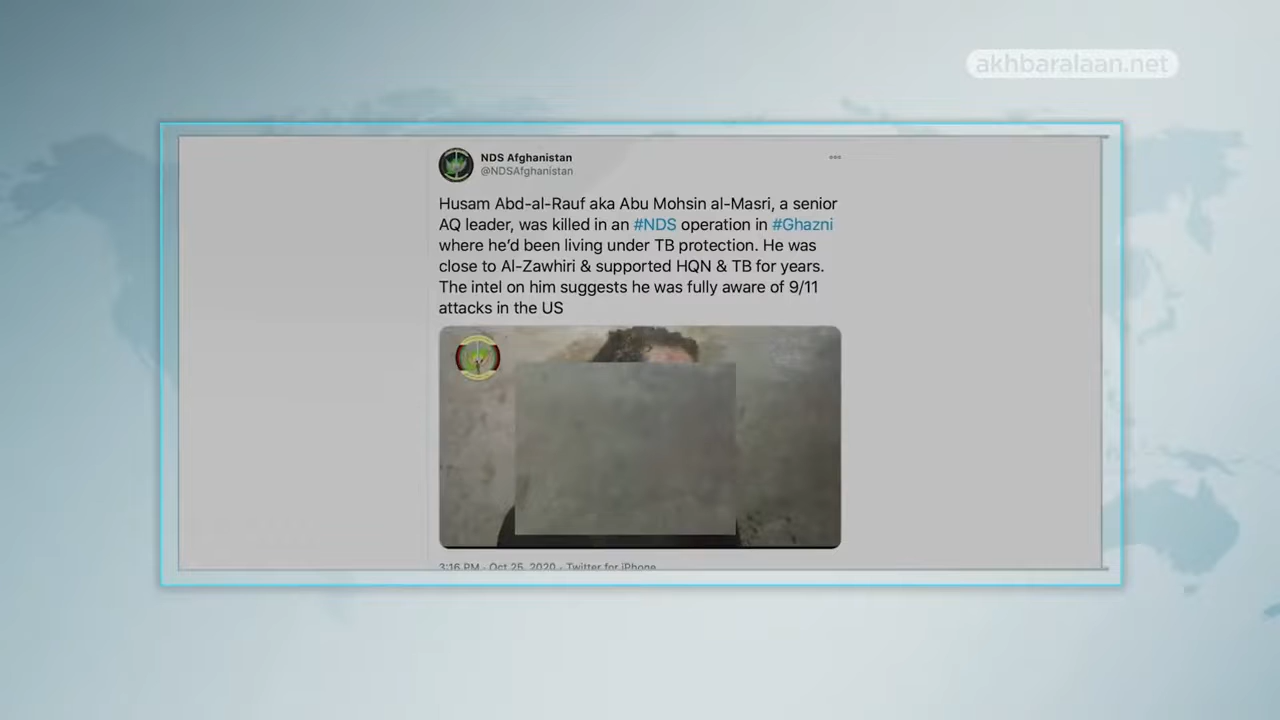 akhbaralaan.net
NDS Afghanistan
@NDSAfghanistan
Husam Abd-al-Rauf aka Abu Mohsin al-Masri, a senior
AQ leader, was killed in an #NDS operation in #Ghazni
where he’d been living under TB protection. He was
close to Al-Zawhiri & supported HQN & TB for years.
The intel on him suggests he was fully aware of 9/11
attacks in the US
3:16 PM · Oct 25, 2020 · Twitter for iPhone